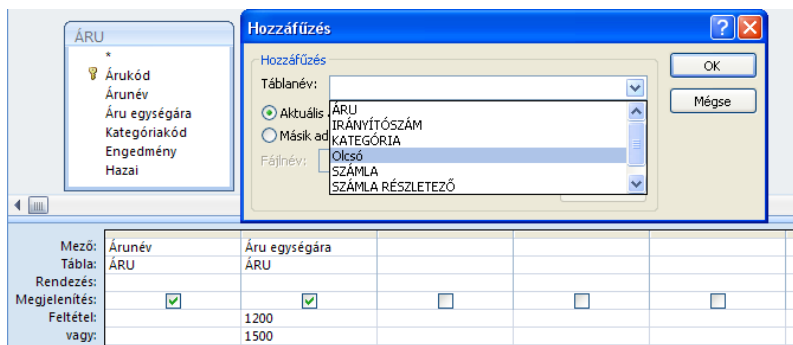 ÁRU
*
Árukód
Árunév
Áru egységára
Kategóriakód
Engedmény
Hazai
Hozzáfűzés
Hozzáfűzés
Táblanév:
Aktuális
Másik ad
Fájlnév:
ÁRU
IRÁNYÍTÓSZÁM
KATEGÓRIA
Olcsó
SZÁMLA
SZÁMLA RÉSZLETEZŐ
OK
Mégse
Mező: Árunév Áru egységára
Tábla: ÁRU ÁRU
Rendezés:
Megjelenítés:
Feltétel: 1200
vagy: 1500